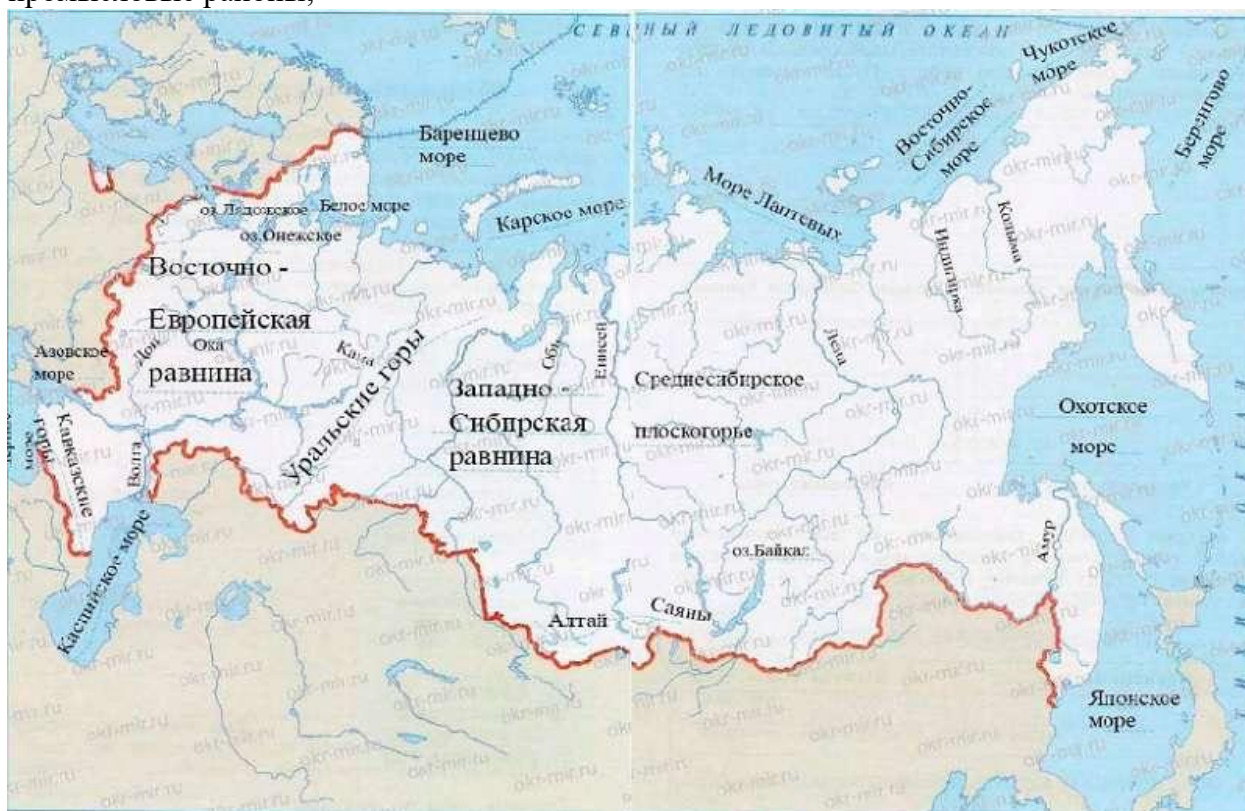 промысловые районы,
СЕВЕРНЫЙ ЛЕДОВИТЫЙ ОКЕАН
Чукотское
море
Восточно-
Сибирское
море
Берингово
море
Баренцево
море
Море Лаптевых
Карское море
оз.Ладожское
Белое море
оз.Онежское
Индигирка
Колыма
Восточно -
Европейская
равнина
Дон
Ока
Кама
Азовское
море
Уральские горы
Обь
Енисей
Лена
Западно -
Сибирская
равнина
Среднесибирское
плоскогорье
Охотское
море
море
Кавказские
горы
Волга
Каспийское море
оз.Байкал
Амур
Алтай
Саяны
Японское
море
okr-mir.ru